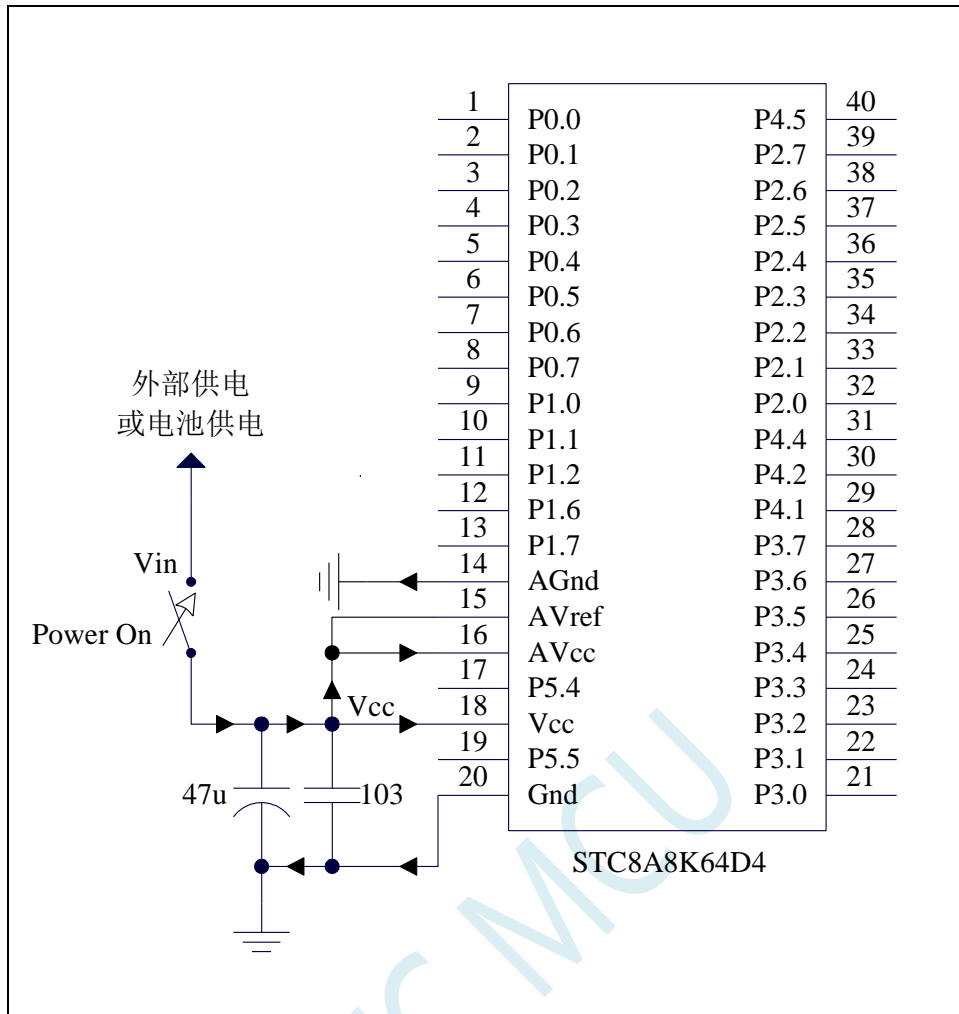 外部供电
或电池供电
Vin
Power On
Vcc
47u
103
1 P0.0 P4.5 40
2 P0.1 P2.7 39
3 P0.2 P2.6 38
4 P0.3 P2.5 37
5 P0.4 P2.4 36
6 P0.5 P2.3 35
7 P0.6 P2.2 34
8 P0.7 P2.1 33
9 P1.0 P2.0 32
10 P1.1 P4.4 31
11 P1.2 P4.2 30
12 P1.6 P4.1 29
13 P1.7 P3.7 28
14 AGnd P3.6 27
15 AVref P3.5 26
16 AVcc P3.4 25
17 P5.4 P3.3 24
18 Vcc P3.2 23
19 P5.5 P3.1 22
20 Gnd P3.0 21
STC8A8K64D4
MCU